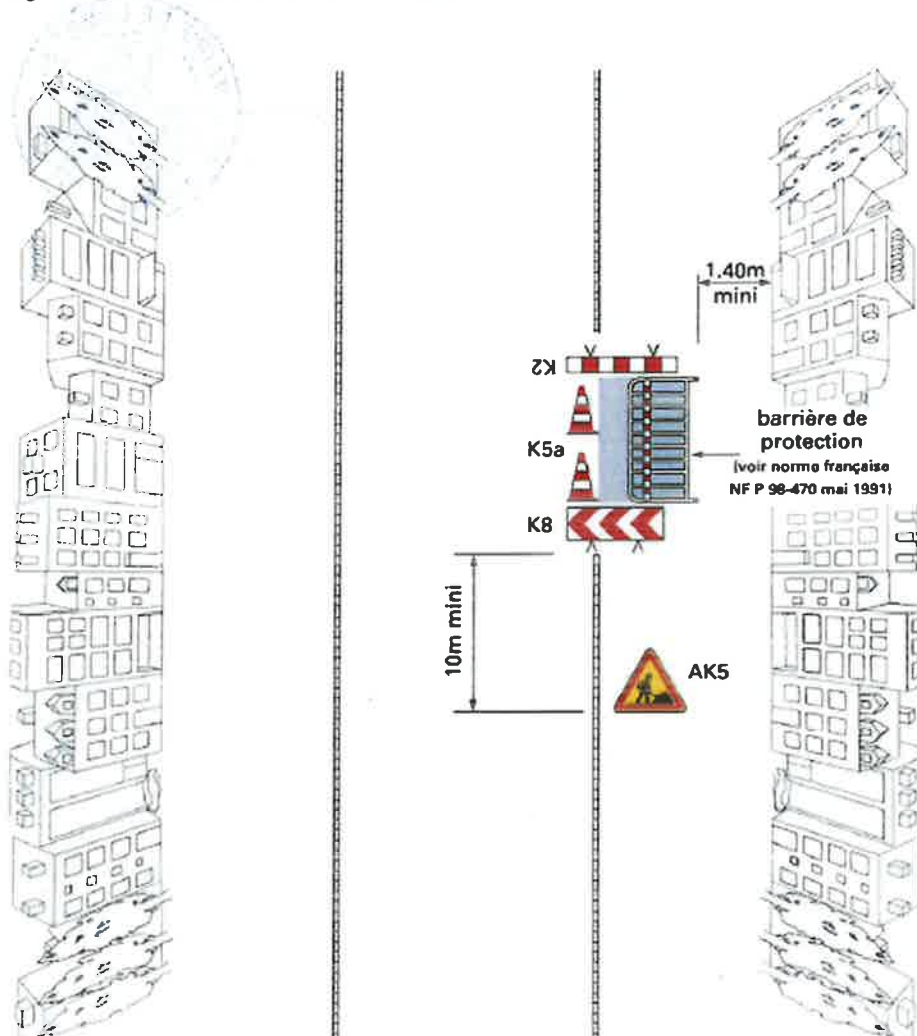 1.40m
mini
K2
K5a
barrière de
protection
(voir norme française
NF P 98-470 mai 1991)
K8
10m mini
AK5